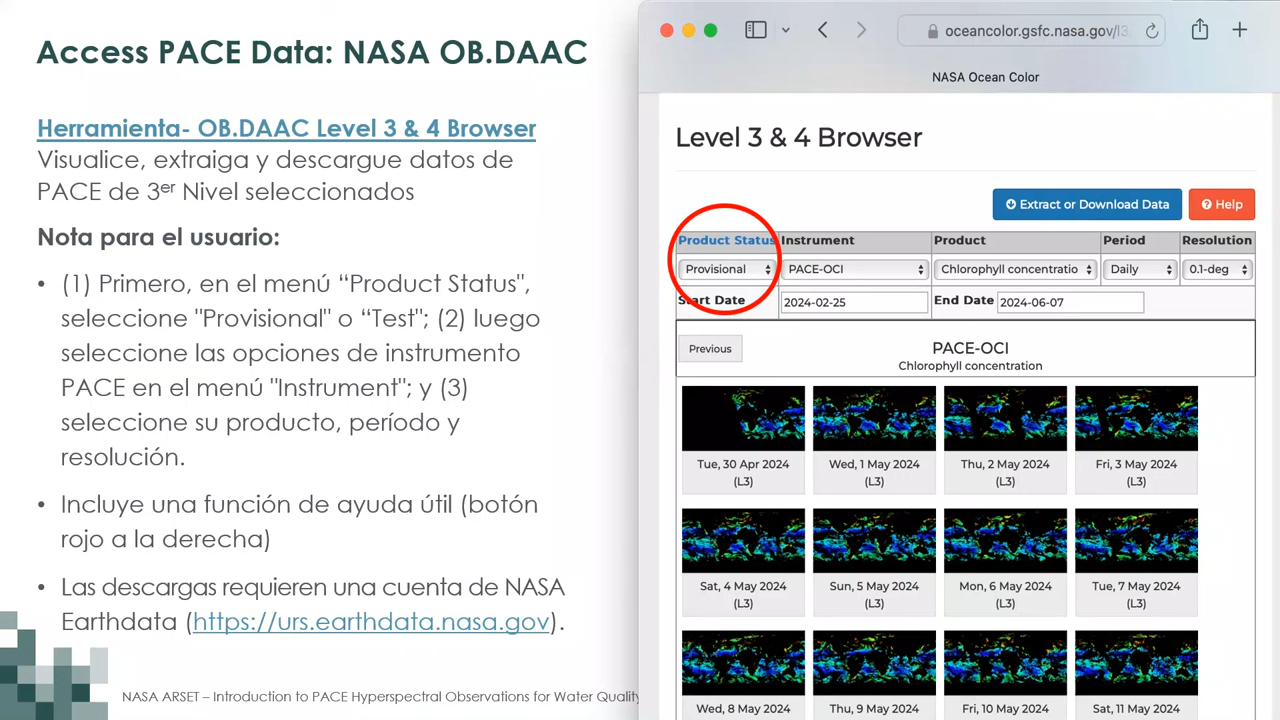 Access PACE Data: NASA OB.DAAC
Herramienta- OB.DAAC Level 3 & 4 Browser
Visualice, extraiga y descargue datos de
PACE de 3er Nivel seleccionados
Nota para el usuario:
• (1) Primero, en el menú “Product Status",
seleccione "Provisional" o “Test"; (2) luego
seleccione las opciones de instrumento
PACE en el menú "Instrument"; y (3)
seleccione su producto, período y
resolución.
• Incluye una función de ayuda útil (botón
rojo a la derecha)
• Las descargas requieren una cuenta de NASA
Earthdata (https://urs.earthdata.nasa.gov).
NASA ARSET – Introduction to PACE Hyperspectral Observations for Water Quality
oceancolor.gsfc.nasa.gov/l3
NASA Ocean Color
Level 3 & 4 Browser
Extract or Download Data Help
Product Status Instrument Product Period Resolution
Provisional PACE-OCI Chlorophyll concentratio Daily 0.1-deg
Start Date 2024-02-25 End Date 2024-06-07
Previous
PACE-OCI
Chlorophyll concentration
Tue, 30 Apr 2024 Wed, 1 May 2024 Thu, 2 May 2024 Fri, 3 May 2024
(L3) (L3) (L3) (L3)
Sat, 4 May 2024 Sun, 5 May 2024 Mon, 6 May 2024 Tue, 7 May 2024
(L3) (L3) (L3) (L3)
Wed, 8 May 2024 Thu, 9 May 2024 Fri, 10 May 2024 Sat, 11 May 2024